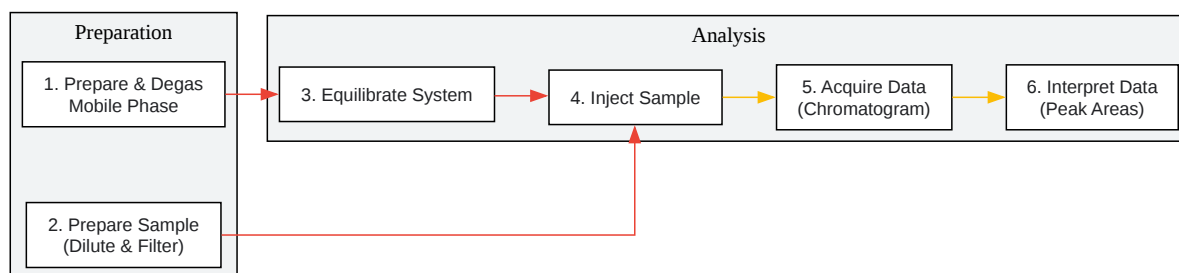 Preparation
1. Prepare & Degas
Mobile Phase
2. Prepare Sample
(Dilute & Filter)
Analysis
3. Equilibrate System
4. Inject Sample
5. Acquire Data
(Chromatogram)
6. Interpret Data
(Peak Areas)